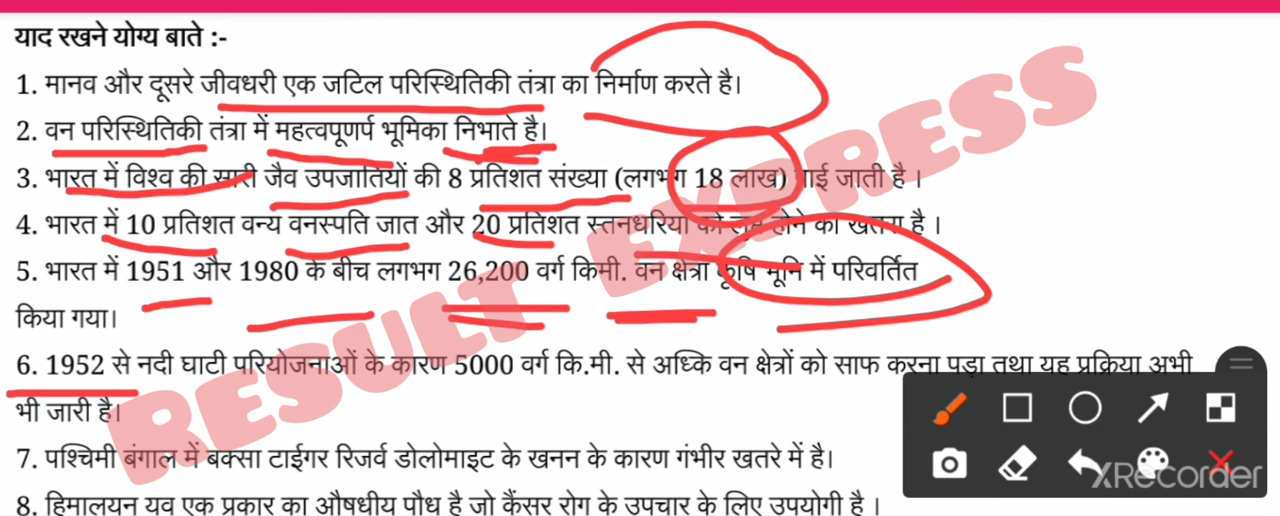 याद रखने योग्य बाते :-
1. मानव और दूसरे जीवधरी एक जटिल परिस्थितिकी तंत्रा का निर्माण करते है।
2. वन परिस्थितिकी तंत्रा में महत्वपूणर्प भूमिका निभाते है।
3. भारत में विश्व की सारी जैव उपजातियों की 8 प्रतिशत संख्या (लगभग 18 लाख) पाई जाती है ।
4. भारत में 10 प्रतिशत वन्य वनस्पति जात और 20 प्रतिशत स्तनधरिया को लुप्त होने का खतरा है ।
5. भारत में 1951 और 1980 के बीच लगभग 26,200 वर्ग किमी. वन क्षेत्रा कृषि भूमि में परिवर्तित
किया गया।
6. 1952 से नदी घाटी परियोजनाओं के कारण 5000 वर्ग कि.मी. से अध्कि वन क्षेत्रों को साफ करना पड़ा तथा यह प्रक्रिया अभी
भी जारी है।
7. पश्चिमी बंगाल में बक्सा टाईगर रिजर्व डोलोमाइट के खनन के कारण गंभीर खतरे में है।
8. हिमालयन यव एक प्रकार का औषधीय पौध है जो कैंसर रोग के उपचार के लिए उपयोगी है ।
RESULT EXPRESS
XRecorder